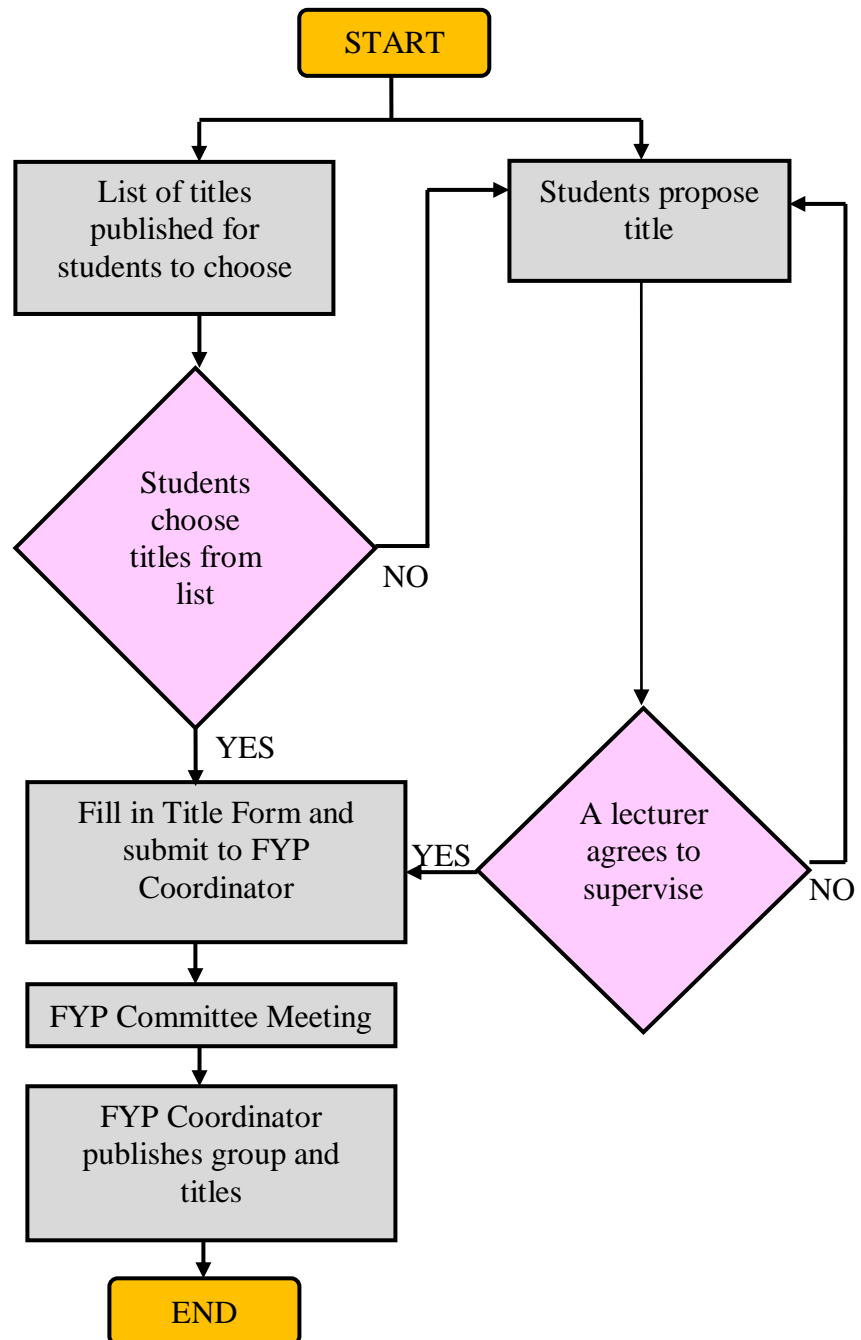 START
List of titles
published for
students to choose
Students propose
title
Students
choose
titles from
list
NO
YES
Fill in Title Form and
submit to FYP
Coordinator
YES
A lecturer
agrees to
supervise
NO
FYP Committee Meeting
FYP Coordinator
publishes group and
titles
END